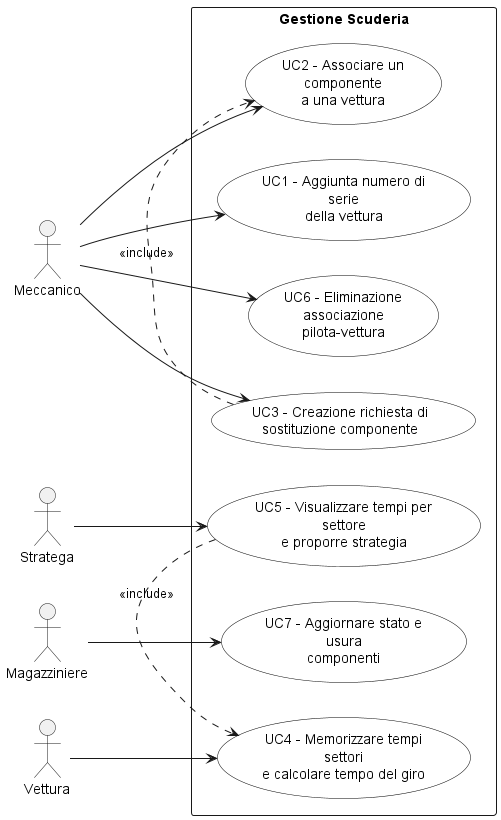 Gestione Scuderia
UC2 - Associare un
componente
a una vettura
UC1 - Aggiunta numero di
serie
della vettura
«include»
Meccanico
UC6 - Eliminazione
associazione
pilota-vettura
UC3 - Creazione richiesta di
sostituzione componente
UC5 - Visualizzare tempi per
settore
e proporre strategia
Stratega
«include»
UC7 - Aggiornare stato e
usura
componenti
Magazziniere
UC4 - Memorizzare tempi
settori
e calcolare tempo del giro
Vettura